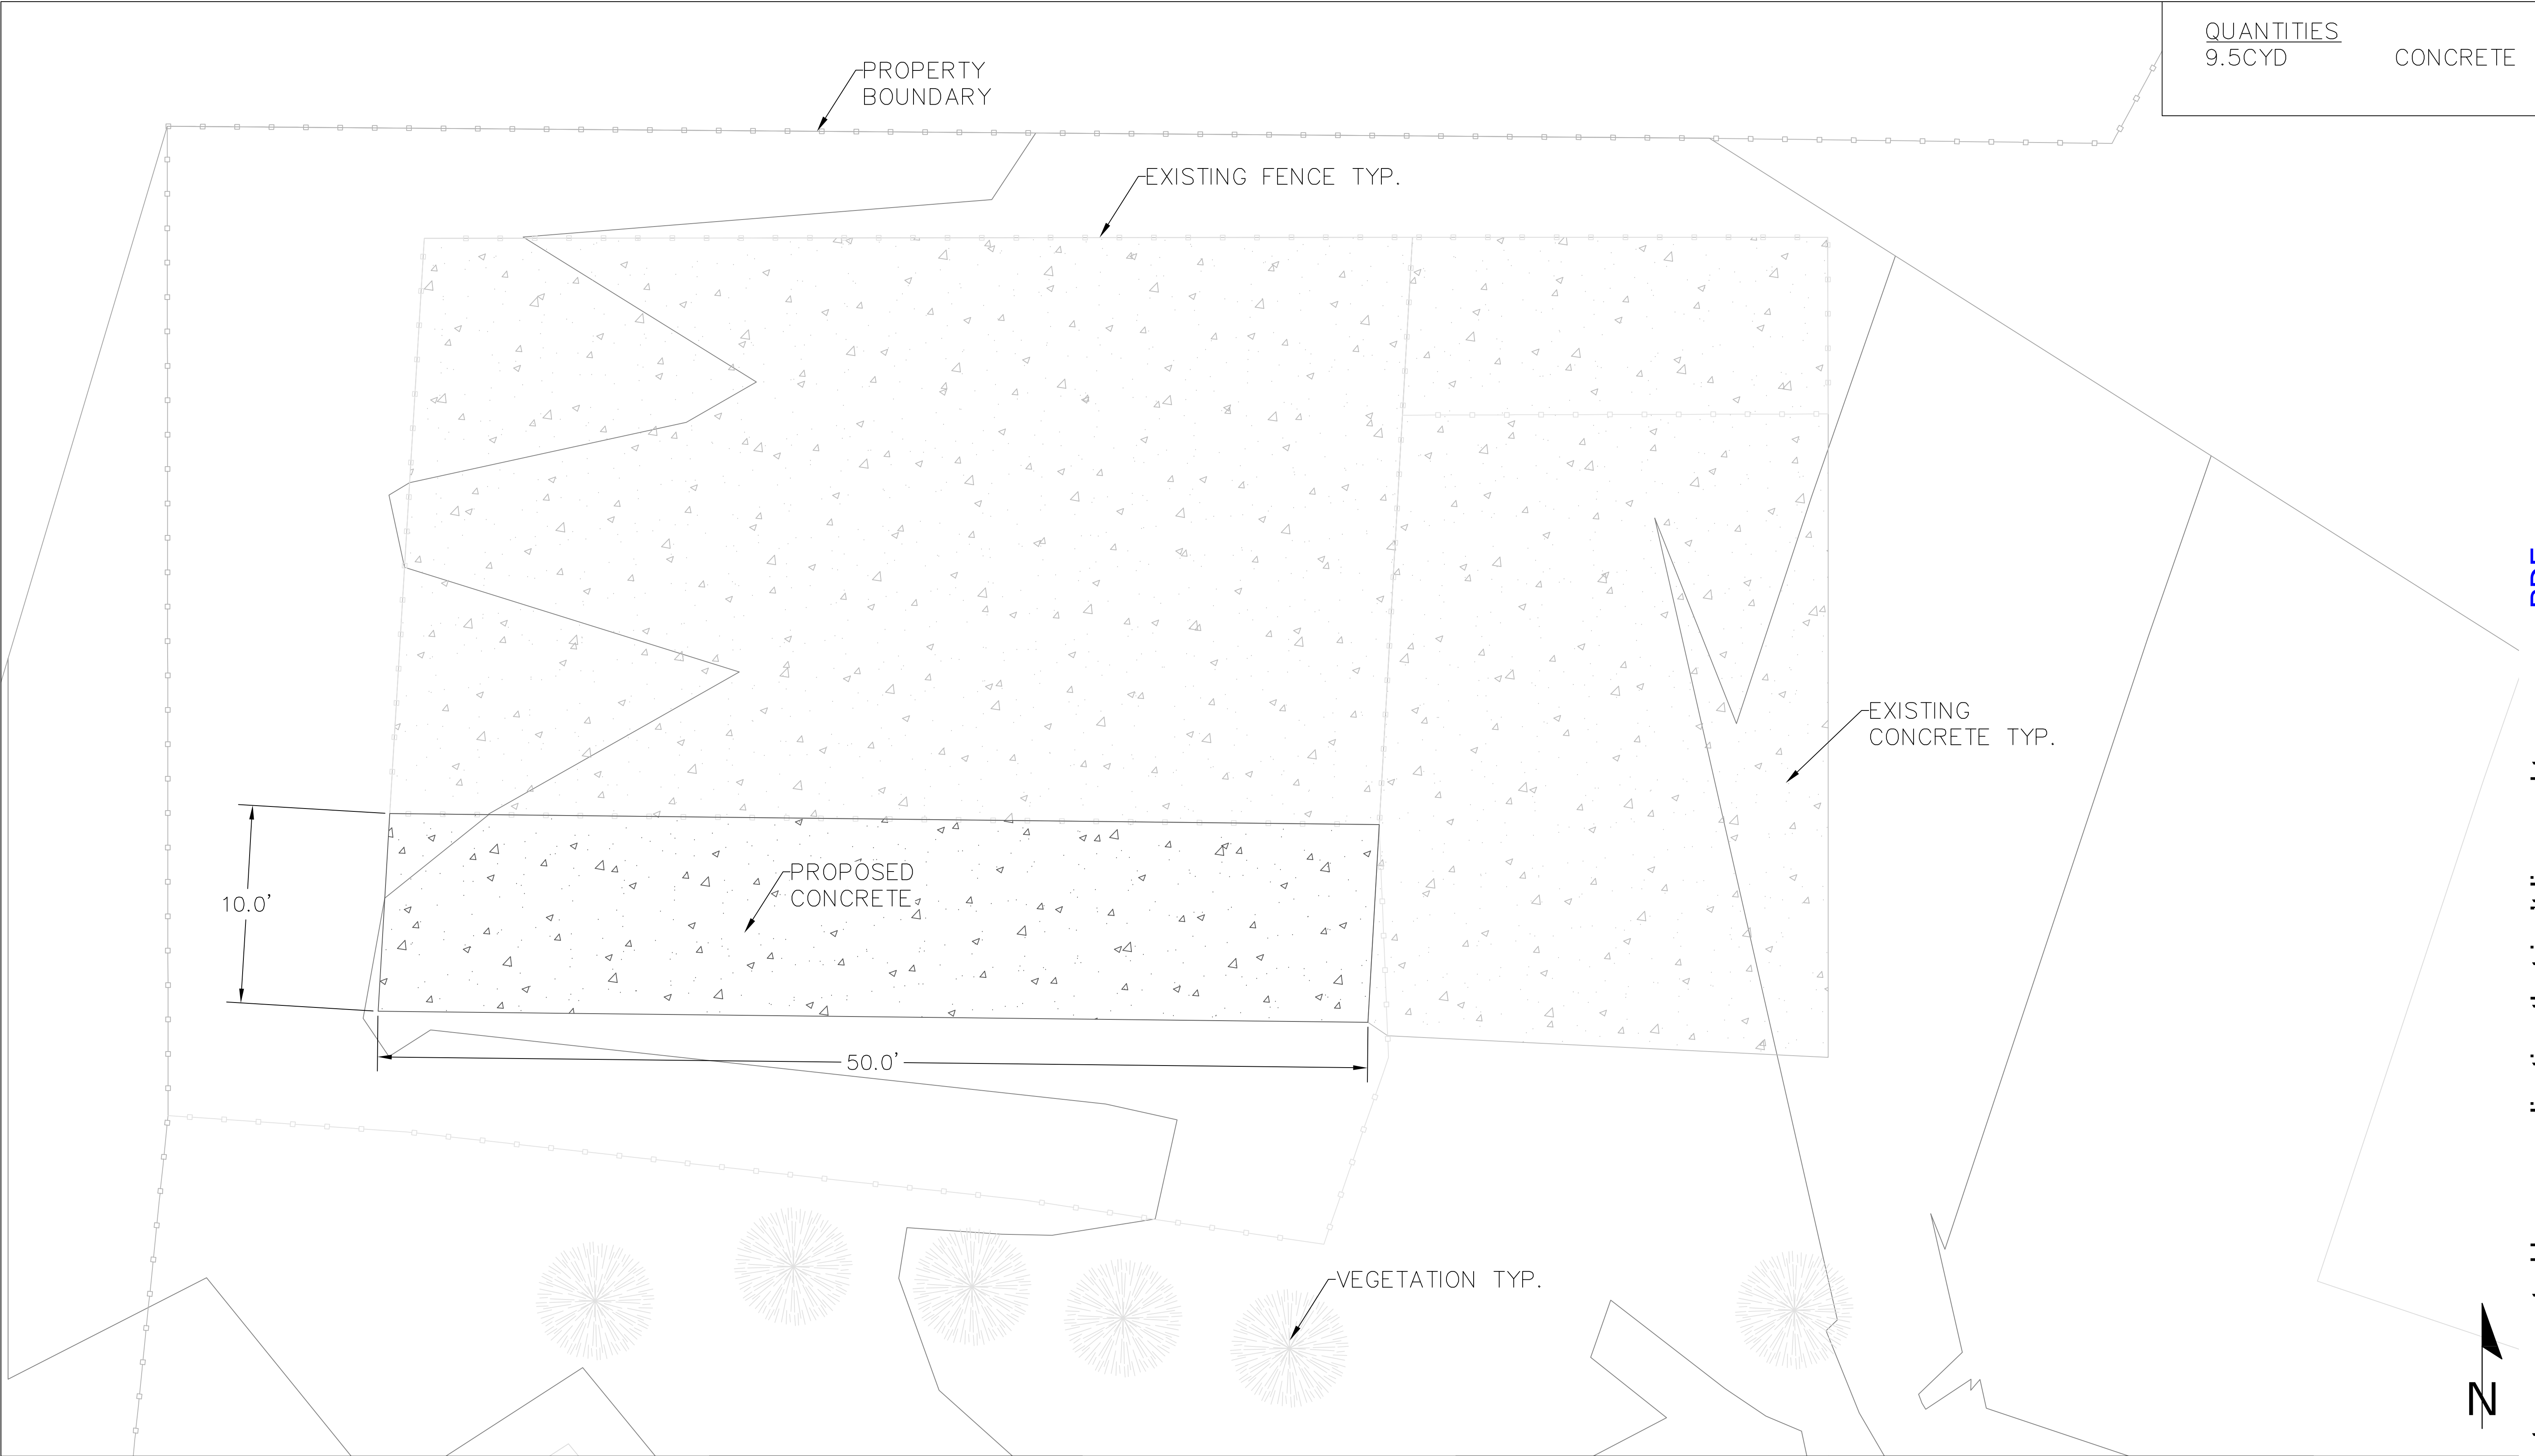 QUANTITIES
9.5CYD CONCRETE
PROPERTY
BOUNDARY
EXISTING FENCE TYP.
EXISTING
CONCRETE TYP.
PROPOSED
CONCRETE
10.0'
50.0'
VEGETATION TYP.
N